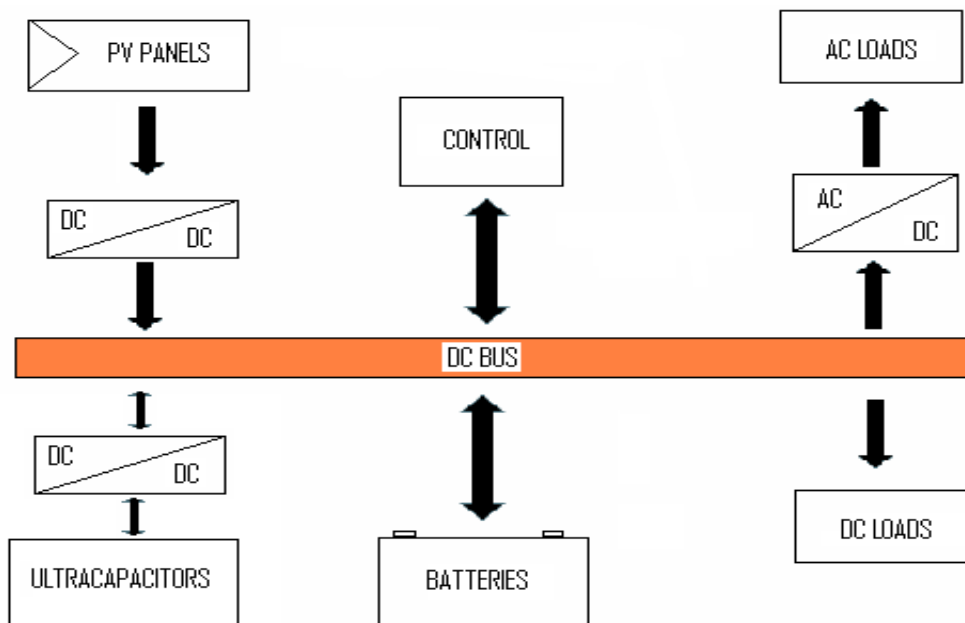 PV PANELS
AC LOADS
CONTROL
DC
DC
AC
DC
DC BUS
DC
DC
DC LOADS
ULTRACAPACITORS
BATTERIES